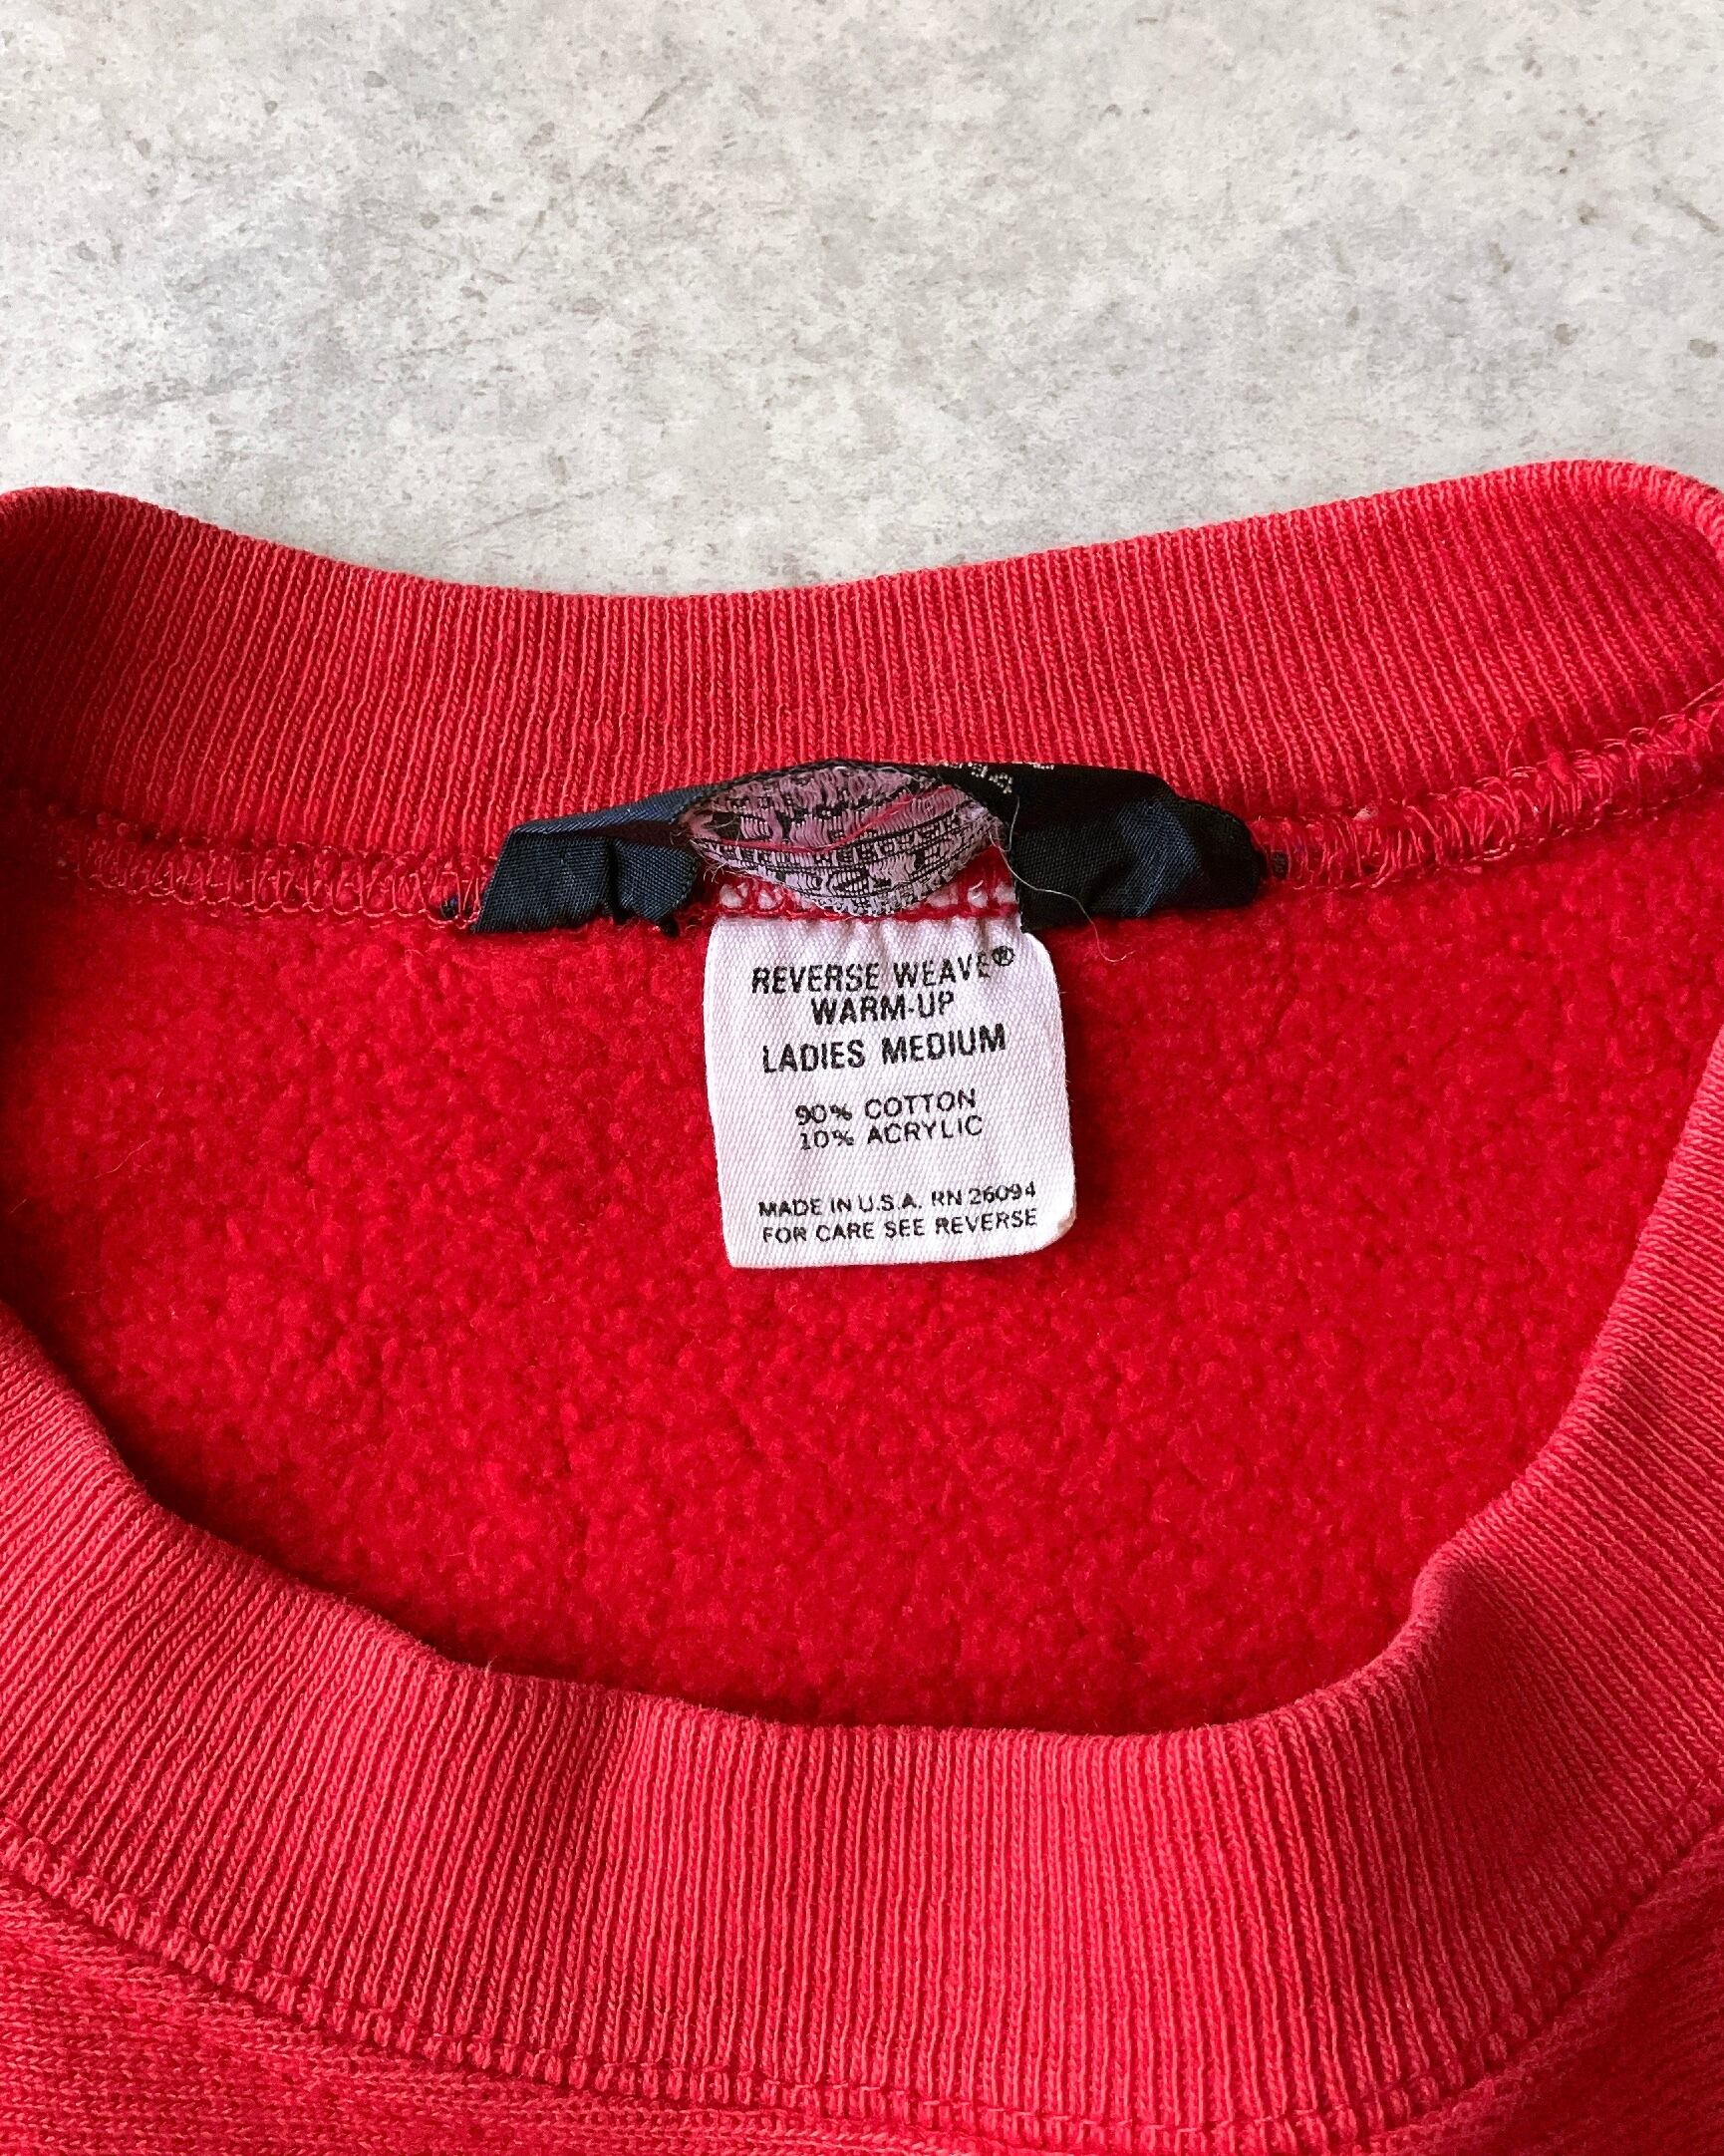 REVERSE WEAVE®
WARM-UP
LADIES MEDIUM
90% COTTON
10% ACRYLIC
MADE IN U.S.A. RN 26094
FOR CARE SEE REVERSE